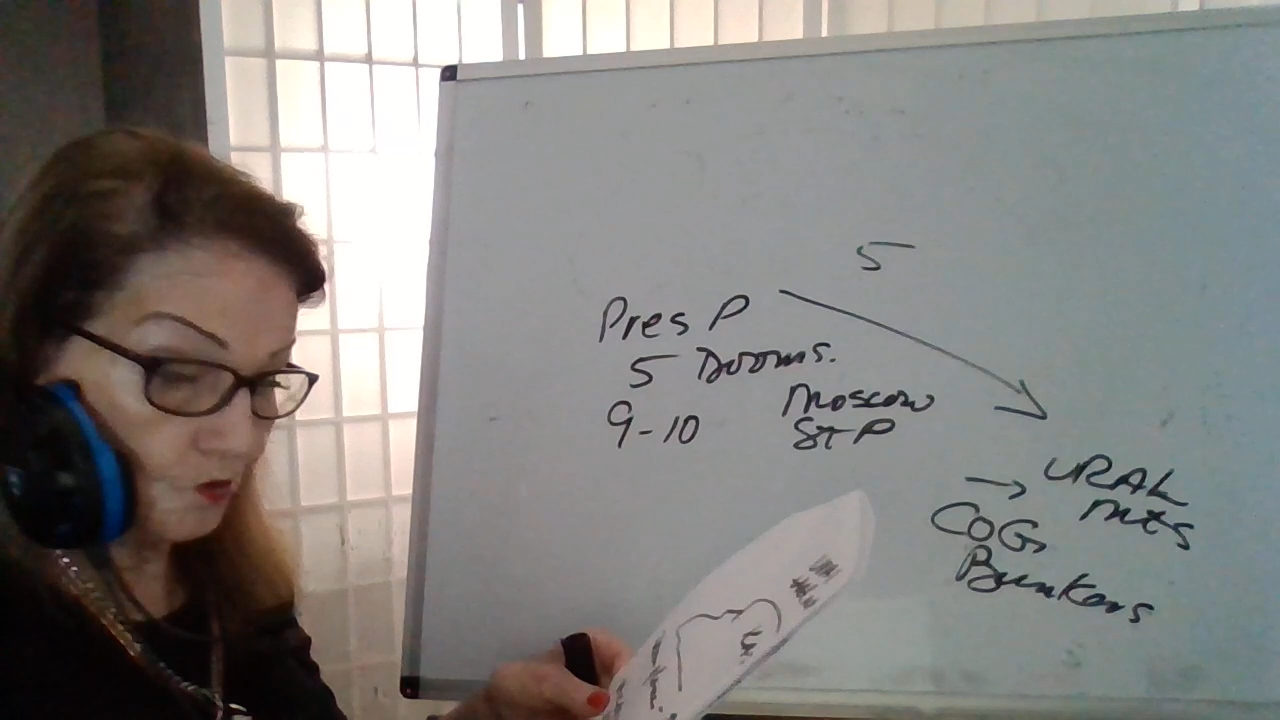 5
Pres P
5 Dooms.
9-10
Moscow
St P
→ URAL
Mts
COG
Bunkers